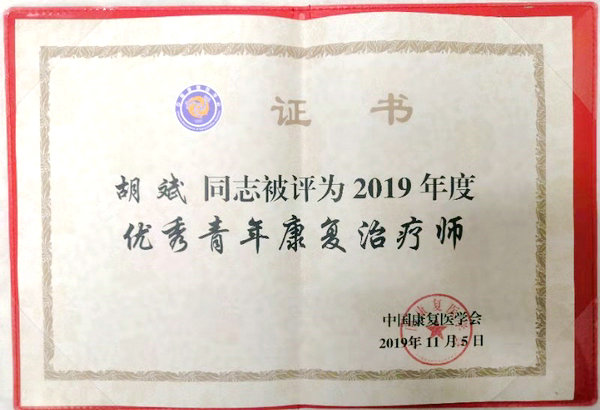 证书
胡斌 同志被评为2019年度
优秀青年康复治疗师
中国康复医学会
2019年11月5日